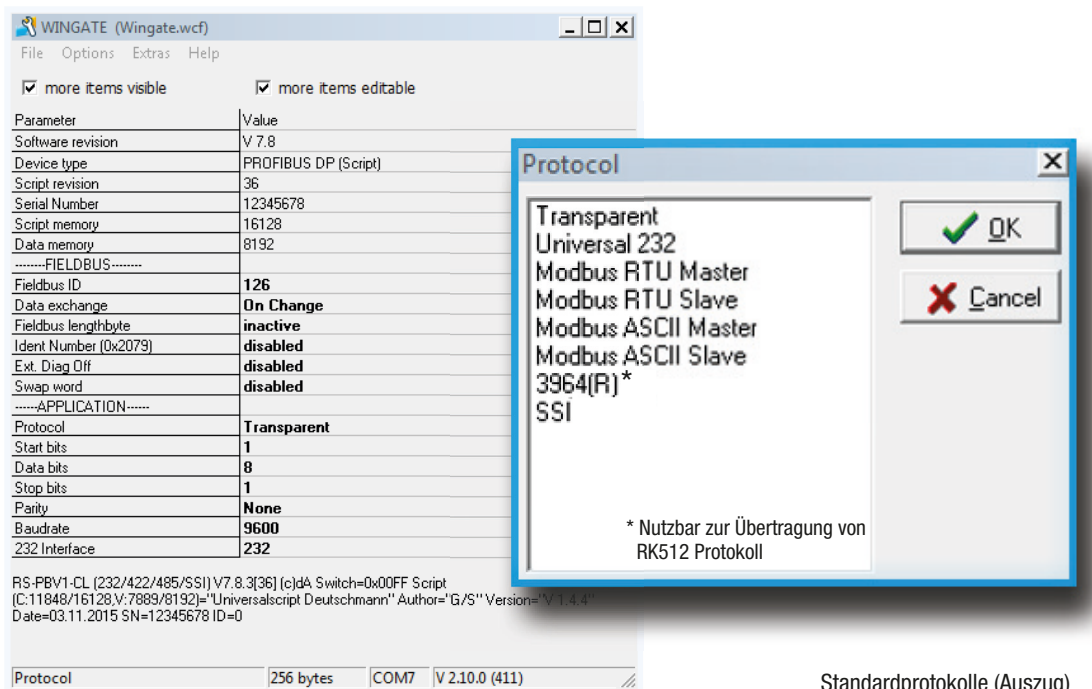 WINGATE (Wingate.wcf)
File Options Extras Help
more items visible more items editable
Parameter Value
Software revision V 7.8
Device type PROFIBUS DP (Script)
Script revision 36
Serial Number 12345678
Script memory 16128
Data memory 8192
--------FIELDBUS--------
Fieldbus ID 126
Data exchange On Change
Fieldbus lengthbyte inactive
Ident Number (0x2079) disabled
Ext. Diag Off disabled
Swap word disabled
------APPLICATION------
Protocol Transparent
Start bits 1
Data bits 8
Stop bits 1
Parity None
Baudrate 9600
232 Interface 232
RS-PBV1-CL (232/422/485/SSI) V7.8.3[36] (c)dA Switch=0x00FF Script
(C:11848/16128,V:7889/8192)="Universalscript Deutschmann" Author="G/S" Version="V 1.4.4"
Date=03.11.2015 SN=12345678 ID=0
Protocol 256 bytes COM7 V 2.10.0 (411)
Protocol
Transparent
Universal 232
Modbus RTU Master
Modbus RTU Slave
Modbus ASCII Master
Modbus ASCII Slave
3964(R)*
SSI
* Nutzbar zur Übertragung von
RK512 Protokoll
OK
Cancel
Standardprotokolle (Auszug)